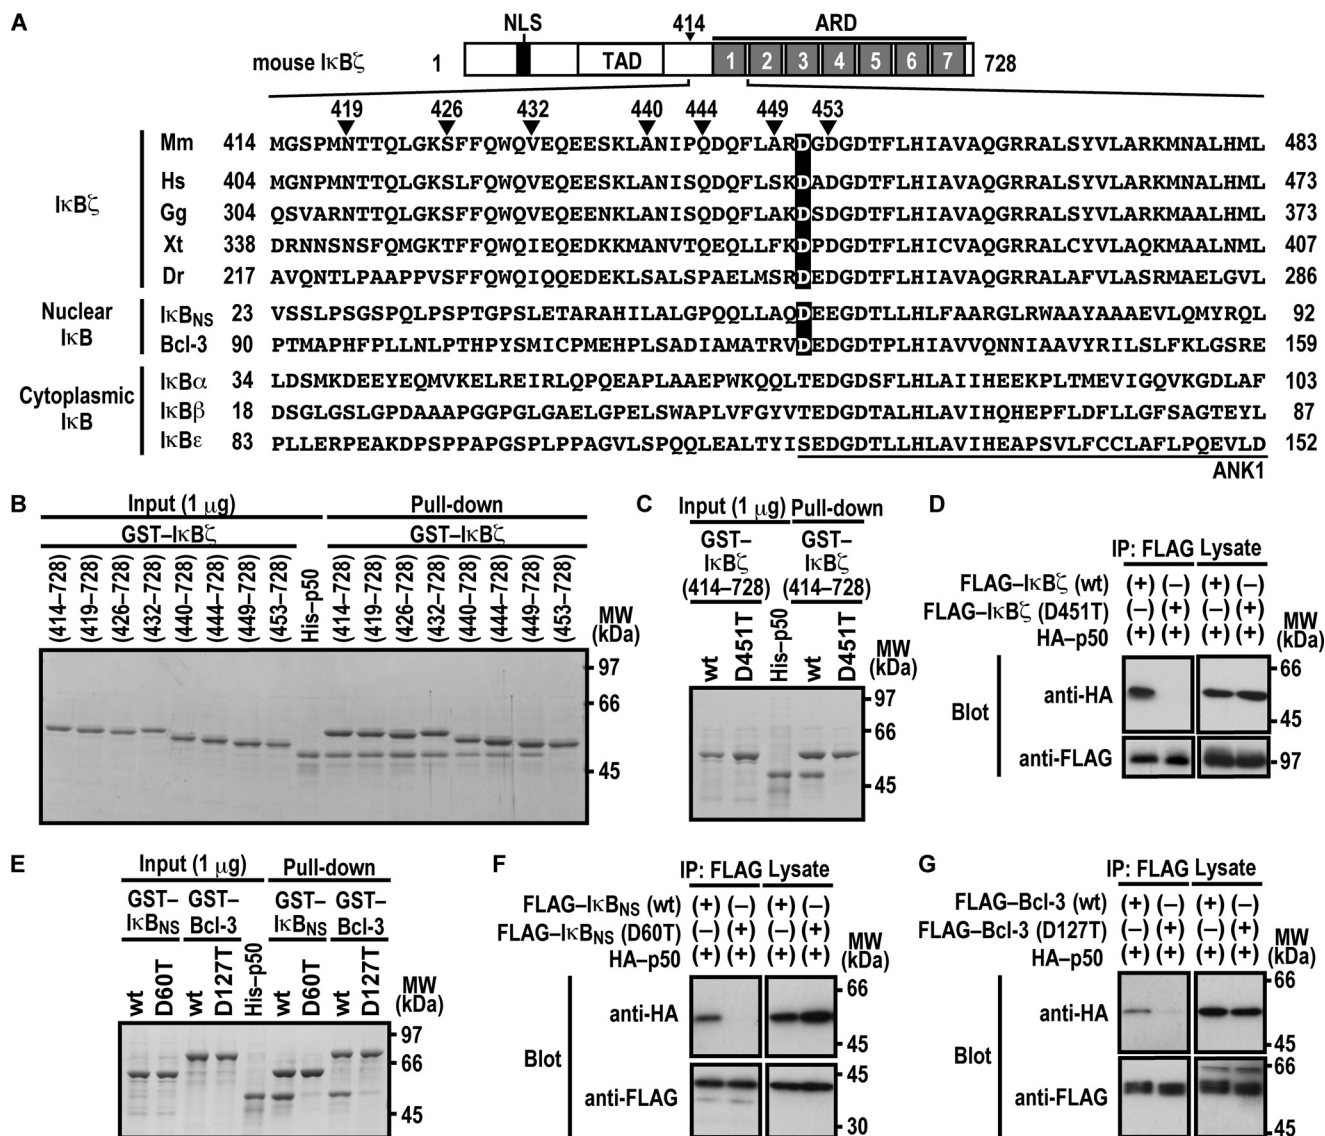 A
NLS
414
ARD
mouse IκBζ 1 TAD 1 2 3 4 5 6 7 728
419 426 432 440 444 449 453
IκBζ
Mm 414 MGSPMNTTQLGKSFFQWQVEQEESKLANIPQDQFLARDGDGDTFLHIAVAQGRRALSYVLARKMNALHML 483
Hs 404 MGNPMNTTQLGKSLFQWQVEQEESKLANISQDQFLSKDADGDTFLHIAVAQGRRALSYVLARKMNALHML 473
Gg 304 QSVARNTTQLGKSFFQWQVEQEENKLANISQDQFLAKDSDGDTFLHIAVAQGRRALSYVLARKMAALHML 373
Xt 338 DRNNSNSFQMGKTFFQWQIEQEDKKMANVTQEQLLFKDPDGDTFLHICVAQGRRALCYVLAQKMAALNML 407
Dr 217 AVQNTLPAAPPVSFFQWQIQQEDEKLSALSPAELMSRDEDGDTFLHIAVAQGRRALAFVLASRMAELGVL 286
Nuclear IκB
IκBNS 23 VSSLPSGSPQLPSPTGPSLETARAHILALGPQQLLAQDEEGDTLLHLFAARGLRWAAYAAAEVLQMYRQL 92
Bcl-3 90 PTMAPHFPLLNLPTHPYSMICPMEHPLSADIAMATRVDEDGDTPLHIAVVQNNIAAVYRILSLFKLGSRE 159
Cytoplasmic IκB
IκBα 34 LDSMKDEEYEQMVKELREIRLQPQEAPLAAEPWKQQLTEDGDSFLHLAIIHEEKPLTMEVIGQVKGDLAF 103
IκBβ 18 DSGLGSLGPDAAAPGGPGLGAELGPELSWAPLVFGYVTEDGDTALHLAVIHQHEPFLDFLLGFSAGTEYL 87
IκBε 83 PLLERPEAKDPSPPAPGSPLPPAGVLSPQQLEALTYISEDGDTLLHLAVIHEAPSVLFCCLAFLPQEVLD 152
ANK1
B
Input (1 μg) Pull-down
GST–IκBζ GST–IκBζ
(414–728) (419–728) (426–728) (432–728) (440–728) (444–728) (449–728) (453–728) His–p50 (414–728) (419–728) (426–728) (432–728) (440–728) (444–728) (449–728) (453–728)
MW (kDa)
97
66
45
C
Input (1 μg) Pull-down
GST– GST–
IκBζ IκBζ
(414–728) (414–728)
wt D451T His–p50 wt D451T
MW (kDa)
97
66
45
D
IP: FLAG Lysate
FLAG–IκBζ (wt) (+) (–) (+) (–)
FLAG–IκBζ (D451T) (–) (+) (–) (+)
HA–p50 (+) (+) (+) (+)
MW (kDa)
Blot
anti-HA
66
45
anti-FLAG
97
E
Input (1 μg) Pull-down
GST– GST– GST– GST–
IκBNS Bcl-3 IκBNS Bcl-3
wt D60T wt D127T His–p50 wt D60T wt D127T
MW (kDa)
97
66
45
F
IP: FLAG Lysate
FLAG–IκBNS (wt) (+) (–) (+) (–)
FLAG–IκBNS (D60T) (–) (+) (–) (+)
HA–p50 (+) (+) (+) (+)
MW (kDa)
Blot
anti-HA
66
45
anti-FLAG
45
30
G
IP: FLAG Lysate
FLAG–Bcl-3 (wt) (+) (–) (+) (–)
FLAG–Bcl-3 (D127T) (–) (+) (–) (+)
HA–p50 (+) (+) (+) (+)
MW (kDa)
Blot
anti-HA
66
45
anti-FLAG
66
45